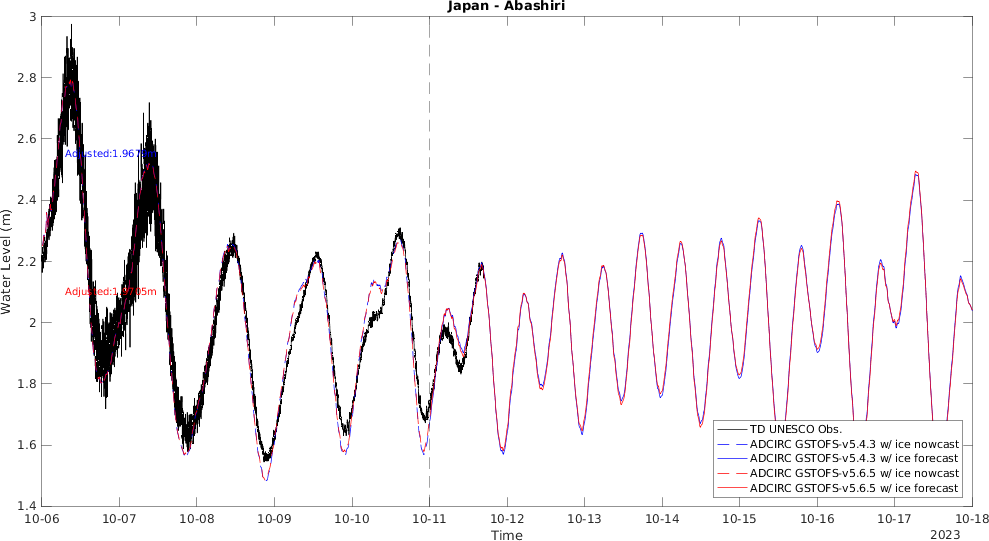 Japan - Abashiri
3
2.8
2.6
2.4
2.2
2
1.8
1.6
1.4
Water Level (m)
TD UNESCO Obs.
ADCIRC GSTOFS-v5.4.3 w/ ice nowcast
ADCIRC GSTOFS-v5.4.3 w/ ice forecast
ADCIRC GSTOFS-v5.6.5 w/ ice nowcast
ADCIRC GSTOFS-v5.6.5 w/ ice forecast
10-06 10-07 10-08 10-09 10-10 10-11 10-12 10-13 10-14 10-15 10-16 10-17 10-18
Time
2023